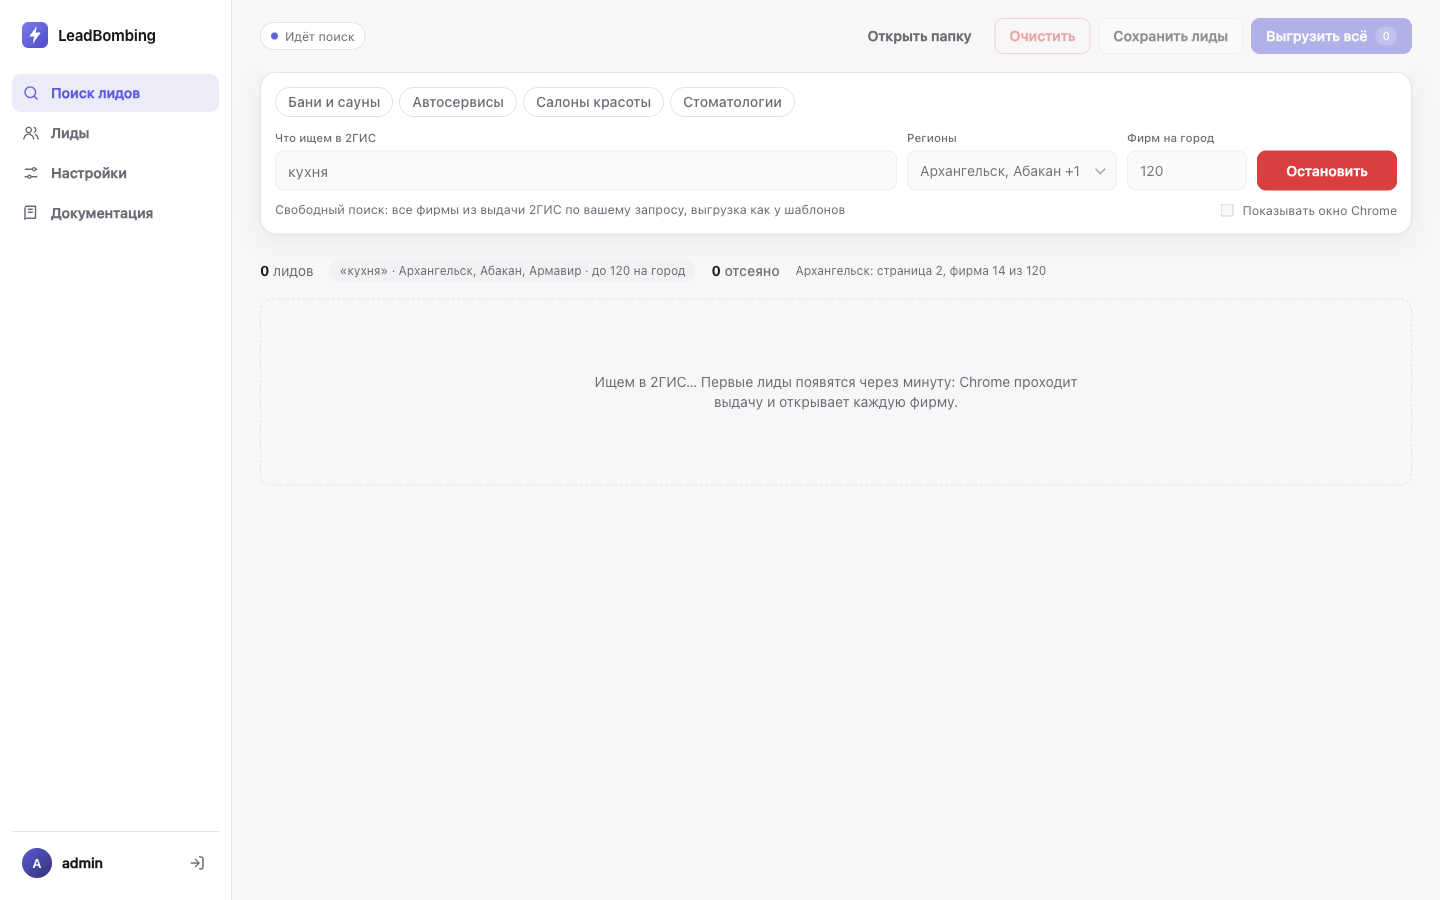 LeadBombing
Поиск лидов
Лиды
Настройки
Документация
A admin
Идёт поиск
Открыть папку Очистить Сохранить лиды Выгрузить всё 0
Бани и сауны Автосервисы Салоны красоты Стоматологии
Что ищем в 2ГИС Регионы Фирм на город
кухня Архангельск, Абакан +1 120 Остановить
Свободный поиск: все фирмы из выдачи 2ГИС по вашему запросу, выгрузка как у шаблонов Показывать окно Chrome
0 лидов «кухня» · Архангельск, Абакан, Армавир · до 120 на город 0 отсеяно Архангельск: страница 2, фирма 14 из 120
Ищем в 2ГИС... Первые лиды появятся через минуту: Chrome проходит
выдачу и открывает каждую фирму.